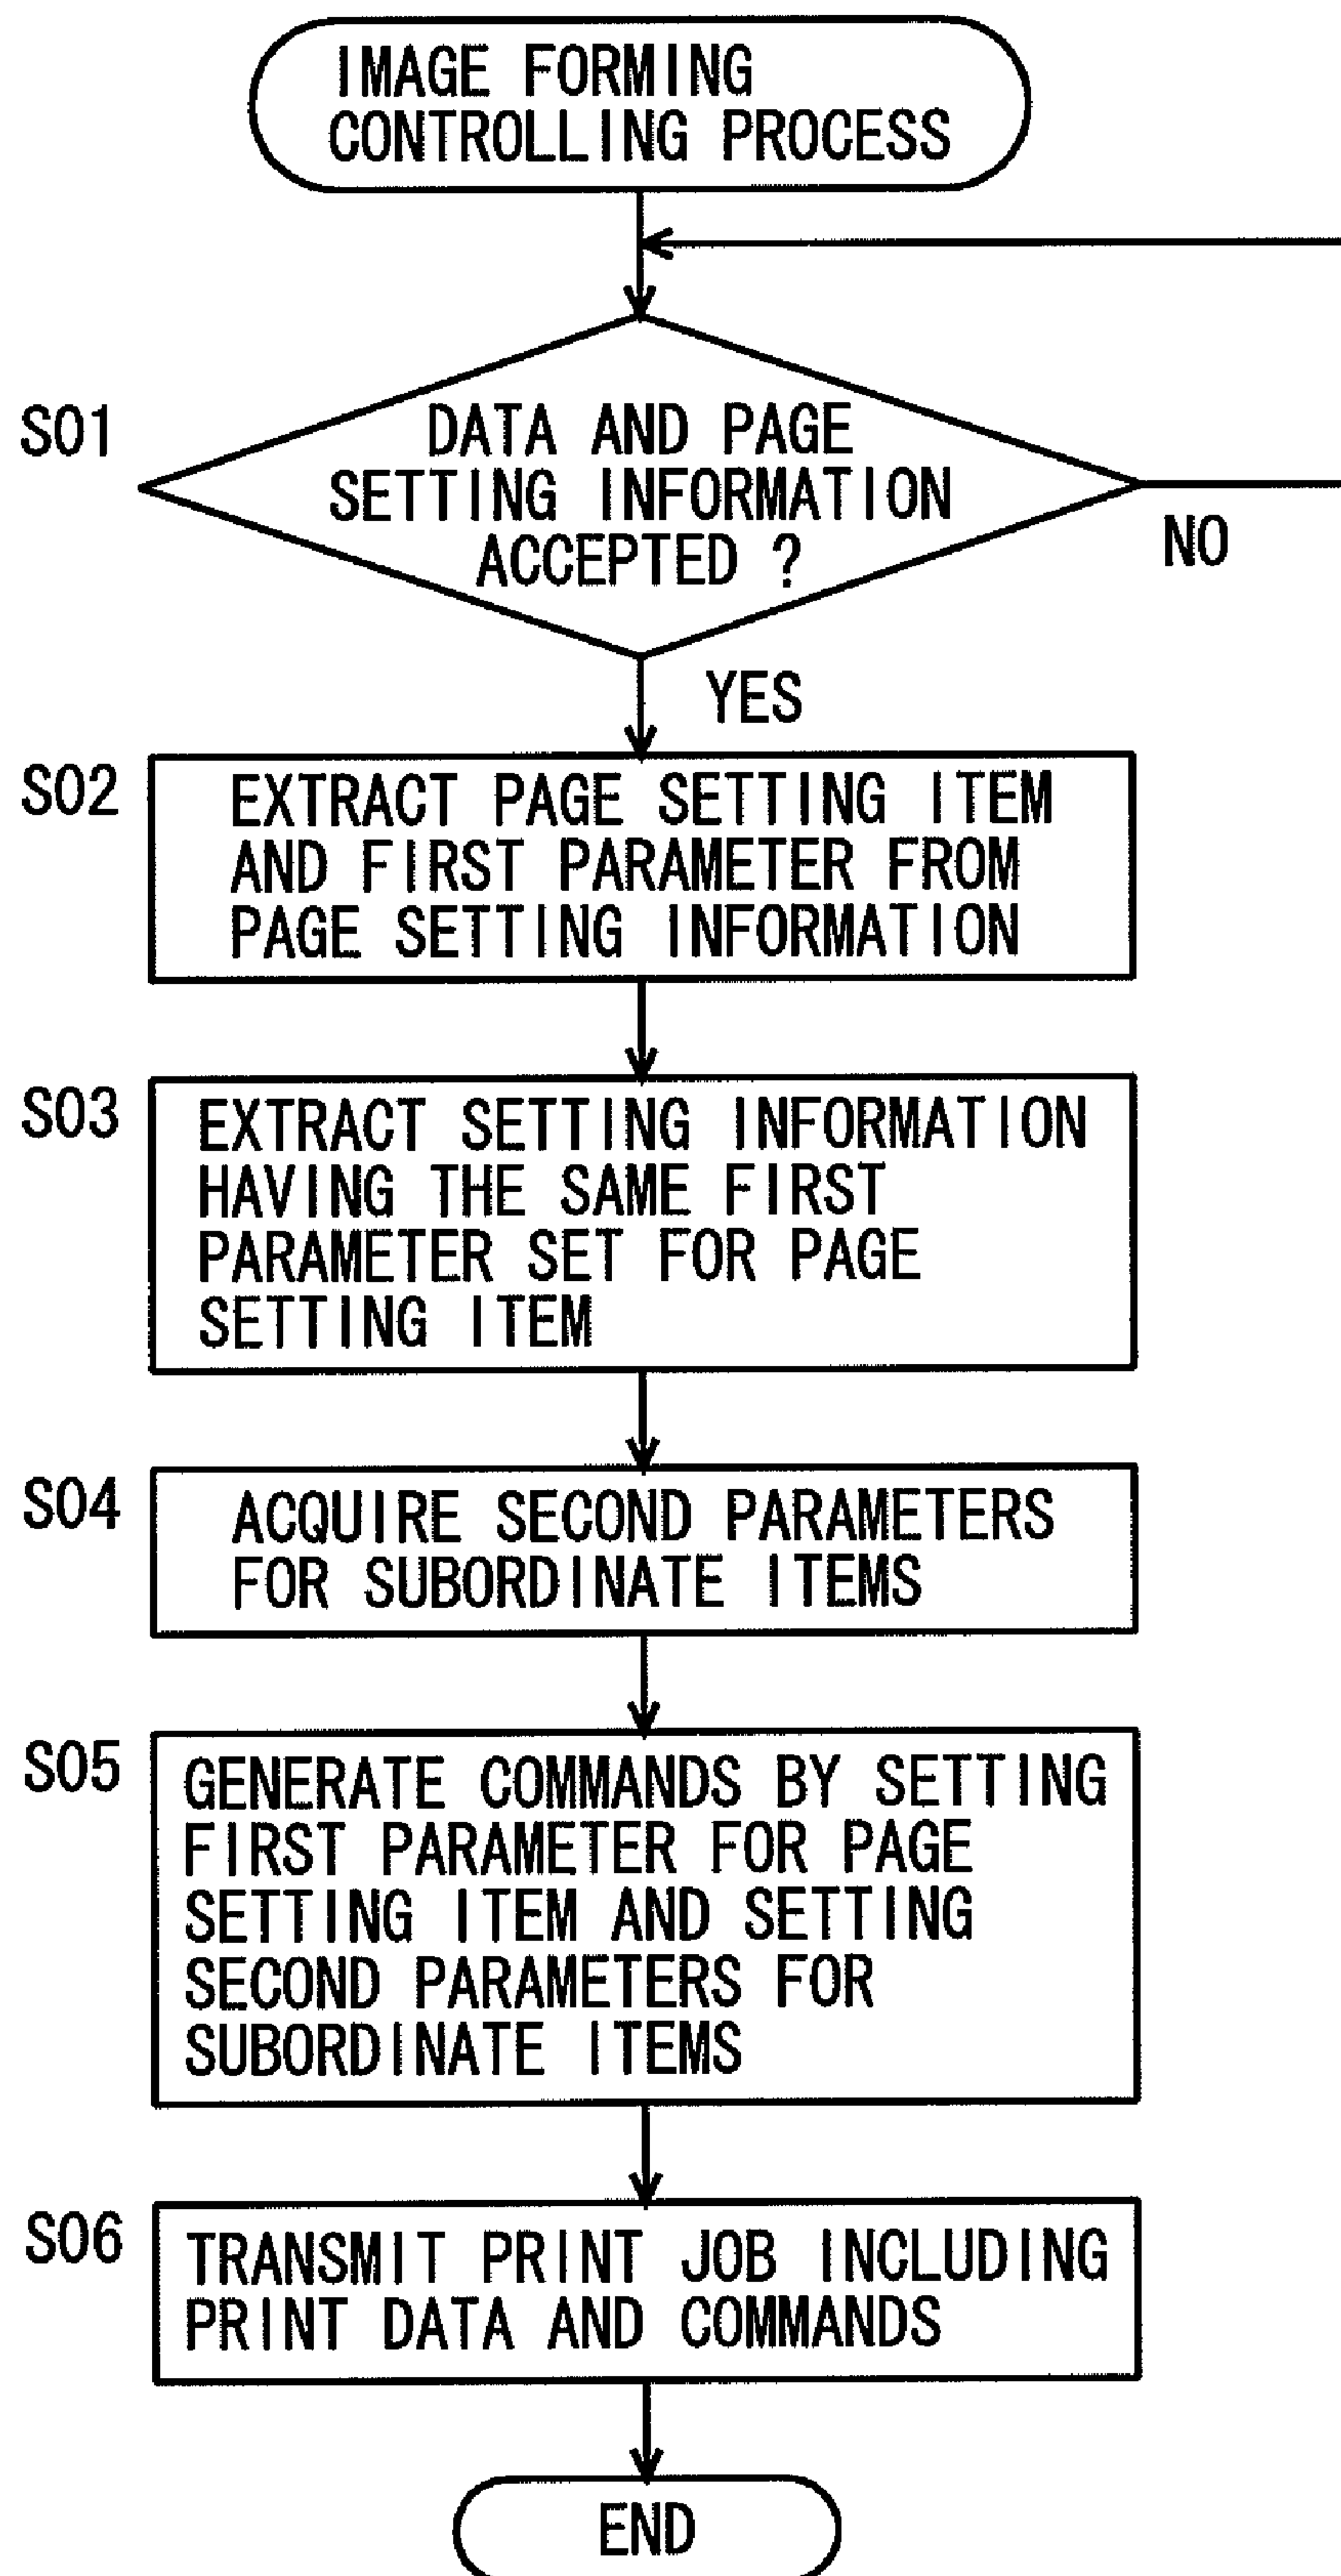 IMAGE FORMING
CONTROLLING PROCESS
S01
DATA AND PAGE
SETTING INFORMATION
ACCEPTED ?
NO
YES
S02
EXTRACT PAGE SETTING ITEM
AND FIRST PARAMETER FROM
PAGE SETTING INFORMATION
S03
EXTRACT SETTING INFORMATION
HAVING THE SAME FIRST
PARAMETER SET FOR PAGE
SETTING ITEM
S04
ACQUIRE SECOND PARAMETERS
FOR SUBORDINATE ITEMS
S05
GENERATE COMMANDS BY SETTING
FIRST PARAMETER FOR PAGE
SETTING ITEM AND SETTING
SECOND PARAMETERS FOR
SUBORDINATE ITEMS
S06
TRANSMIT PRINT JOB INCLUDING
PRINT DATA AND COMMANDS
END